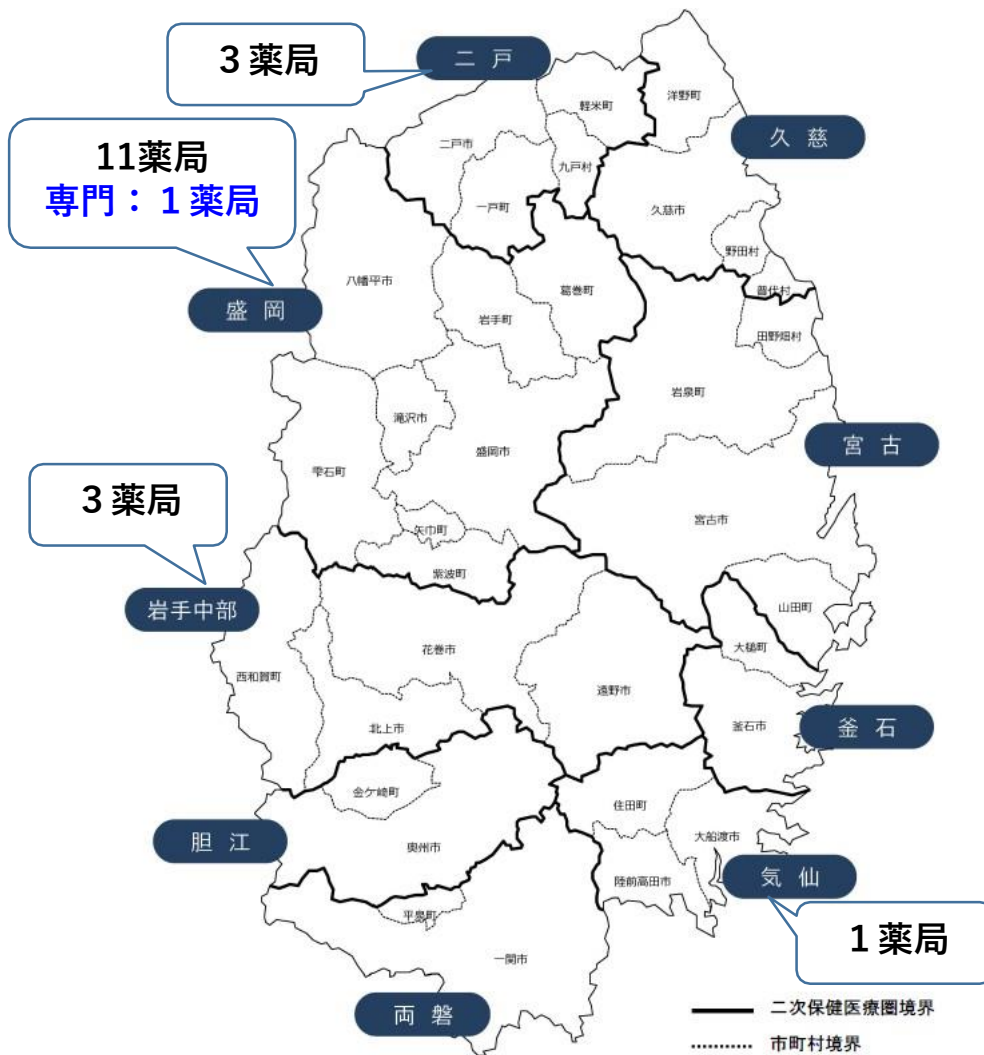 3薬局
二戸
軽米町
洋野町
久慈
11薬局
専門：1薬局
二戸市
九戸村
一戸町
久慈市
野田村
普代村
八幡平市
葛巻町
盛岡
岩手町
田野畑村
岩泉町
滝沢市
宮古
盛岡市
雫石町
3薬局
宮古市
矢巾町
紫波町
岩手中部
山田町
花巻市
大槌町
西和賀町
遠野市
北上市
釜石市
釜石
金ケ崎町
住田町
胆江
奥州市
大船渡市
陸前高田市
気仙
平泉町
1薬局
一関市
両磐
二次保健医療圏境界
市町村境界